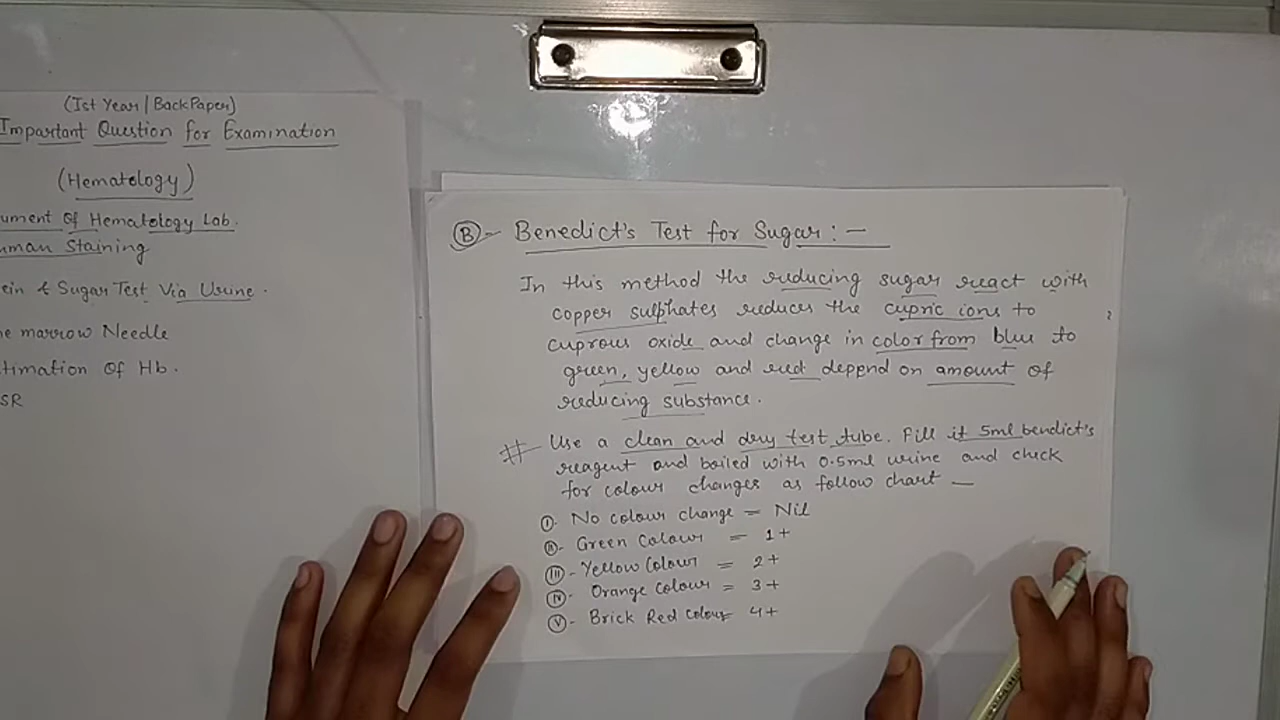 (Ist Year / Back Paper)
Important Question for Examination
(Hematology)
ument Of Hematology Lab.
hman Staining
ein & Sugar Test Via Urine.
ne marrow Needle
timation Of Hb.
SR
(B)- Benedict's Test for Sugar : -
In this method the reducing sugar react with
copper sulphates reduces the cupric ions to
cuprous oxide and change in color from blue to
green, yellow and red depend on amount of
reducing substance.
# Use a clean and dry test tube. Fill it 5ml bendict's
reagent and boiled with 0.5ml urine and check
for colour changes as follow chart —
(I)- No colour change = Nil
(II)- Green Colour = 1+
(III)- Yellow Colour = 2+
(IV)- Orange colour = 3+
(V)- Brick Red colour 4+